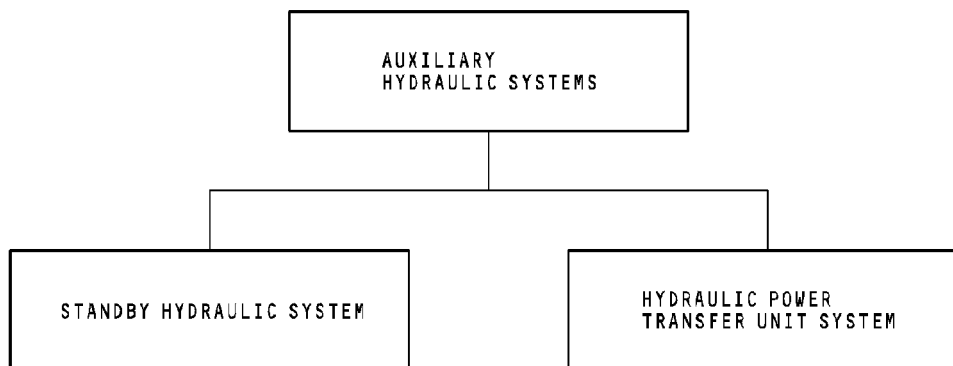 AUXILIARY
HYDRAULIC SYSTEMS
STANDBY HYDRAULIC SYSTEM
HYDRAULIC POWER
TRANSFER UNIT SYSTEM